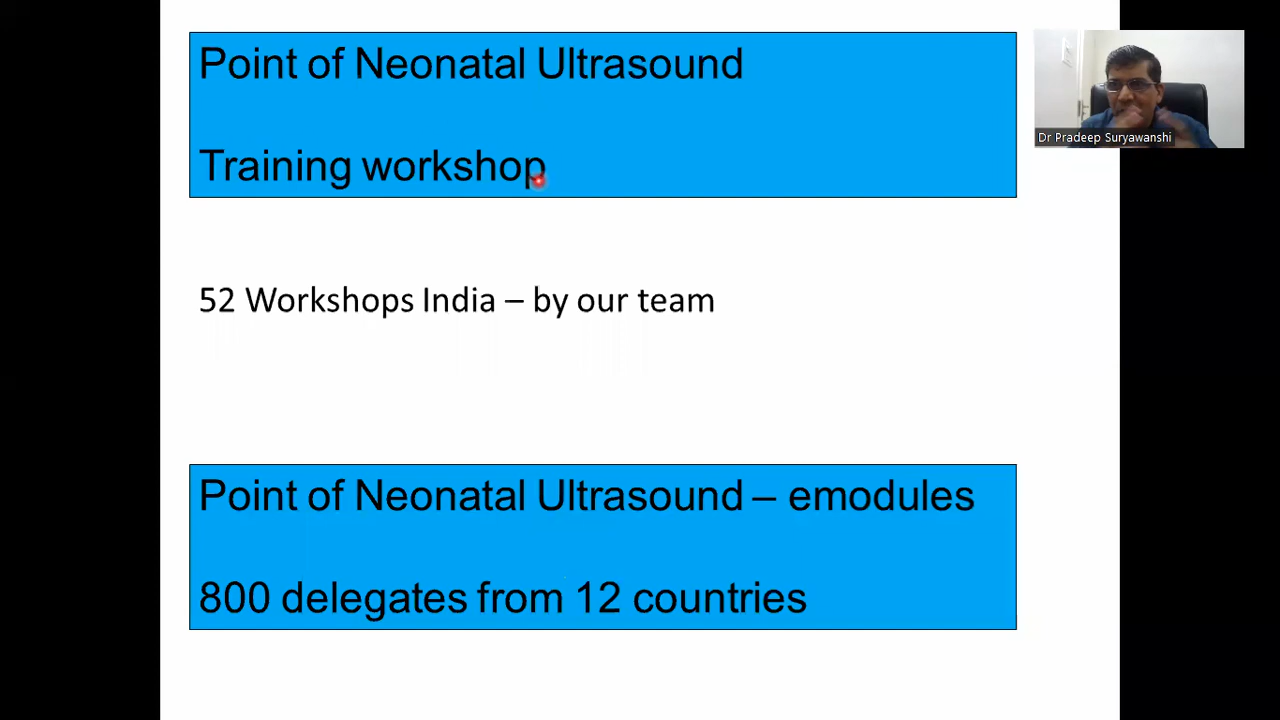 Point of Neonatal Ultrasound
Training workshop
Dr Pradeep Suryawanshi
52 Workshops India – by our team
Point of Neonatal Ultrasound – emodules
800 delegates from 12 countries